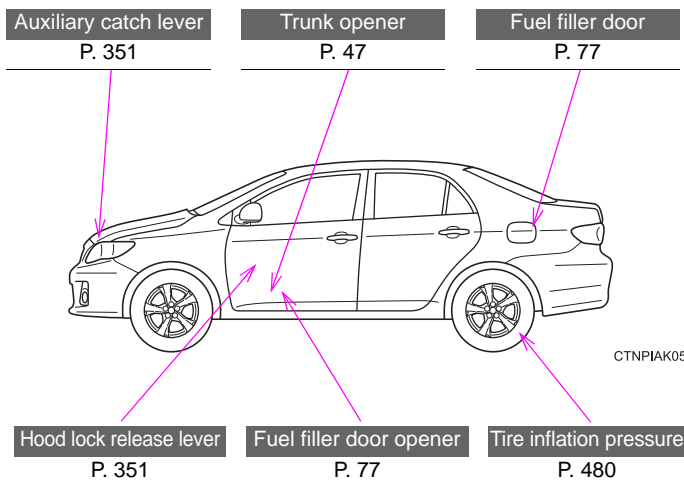 Auxiliary catch lever
P. 351
Trunk opener
P. 47
Fuel filler door
P. 77
CTNPIAK05
Hood lock release lever
P. 351
Fuel filler door opener
P. 77
Tire inflation pressure
P. 480